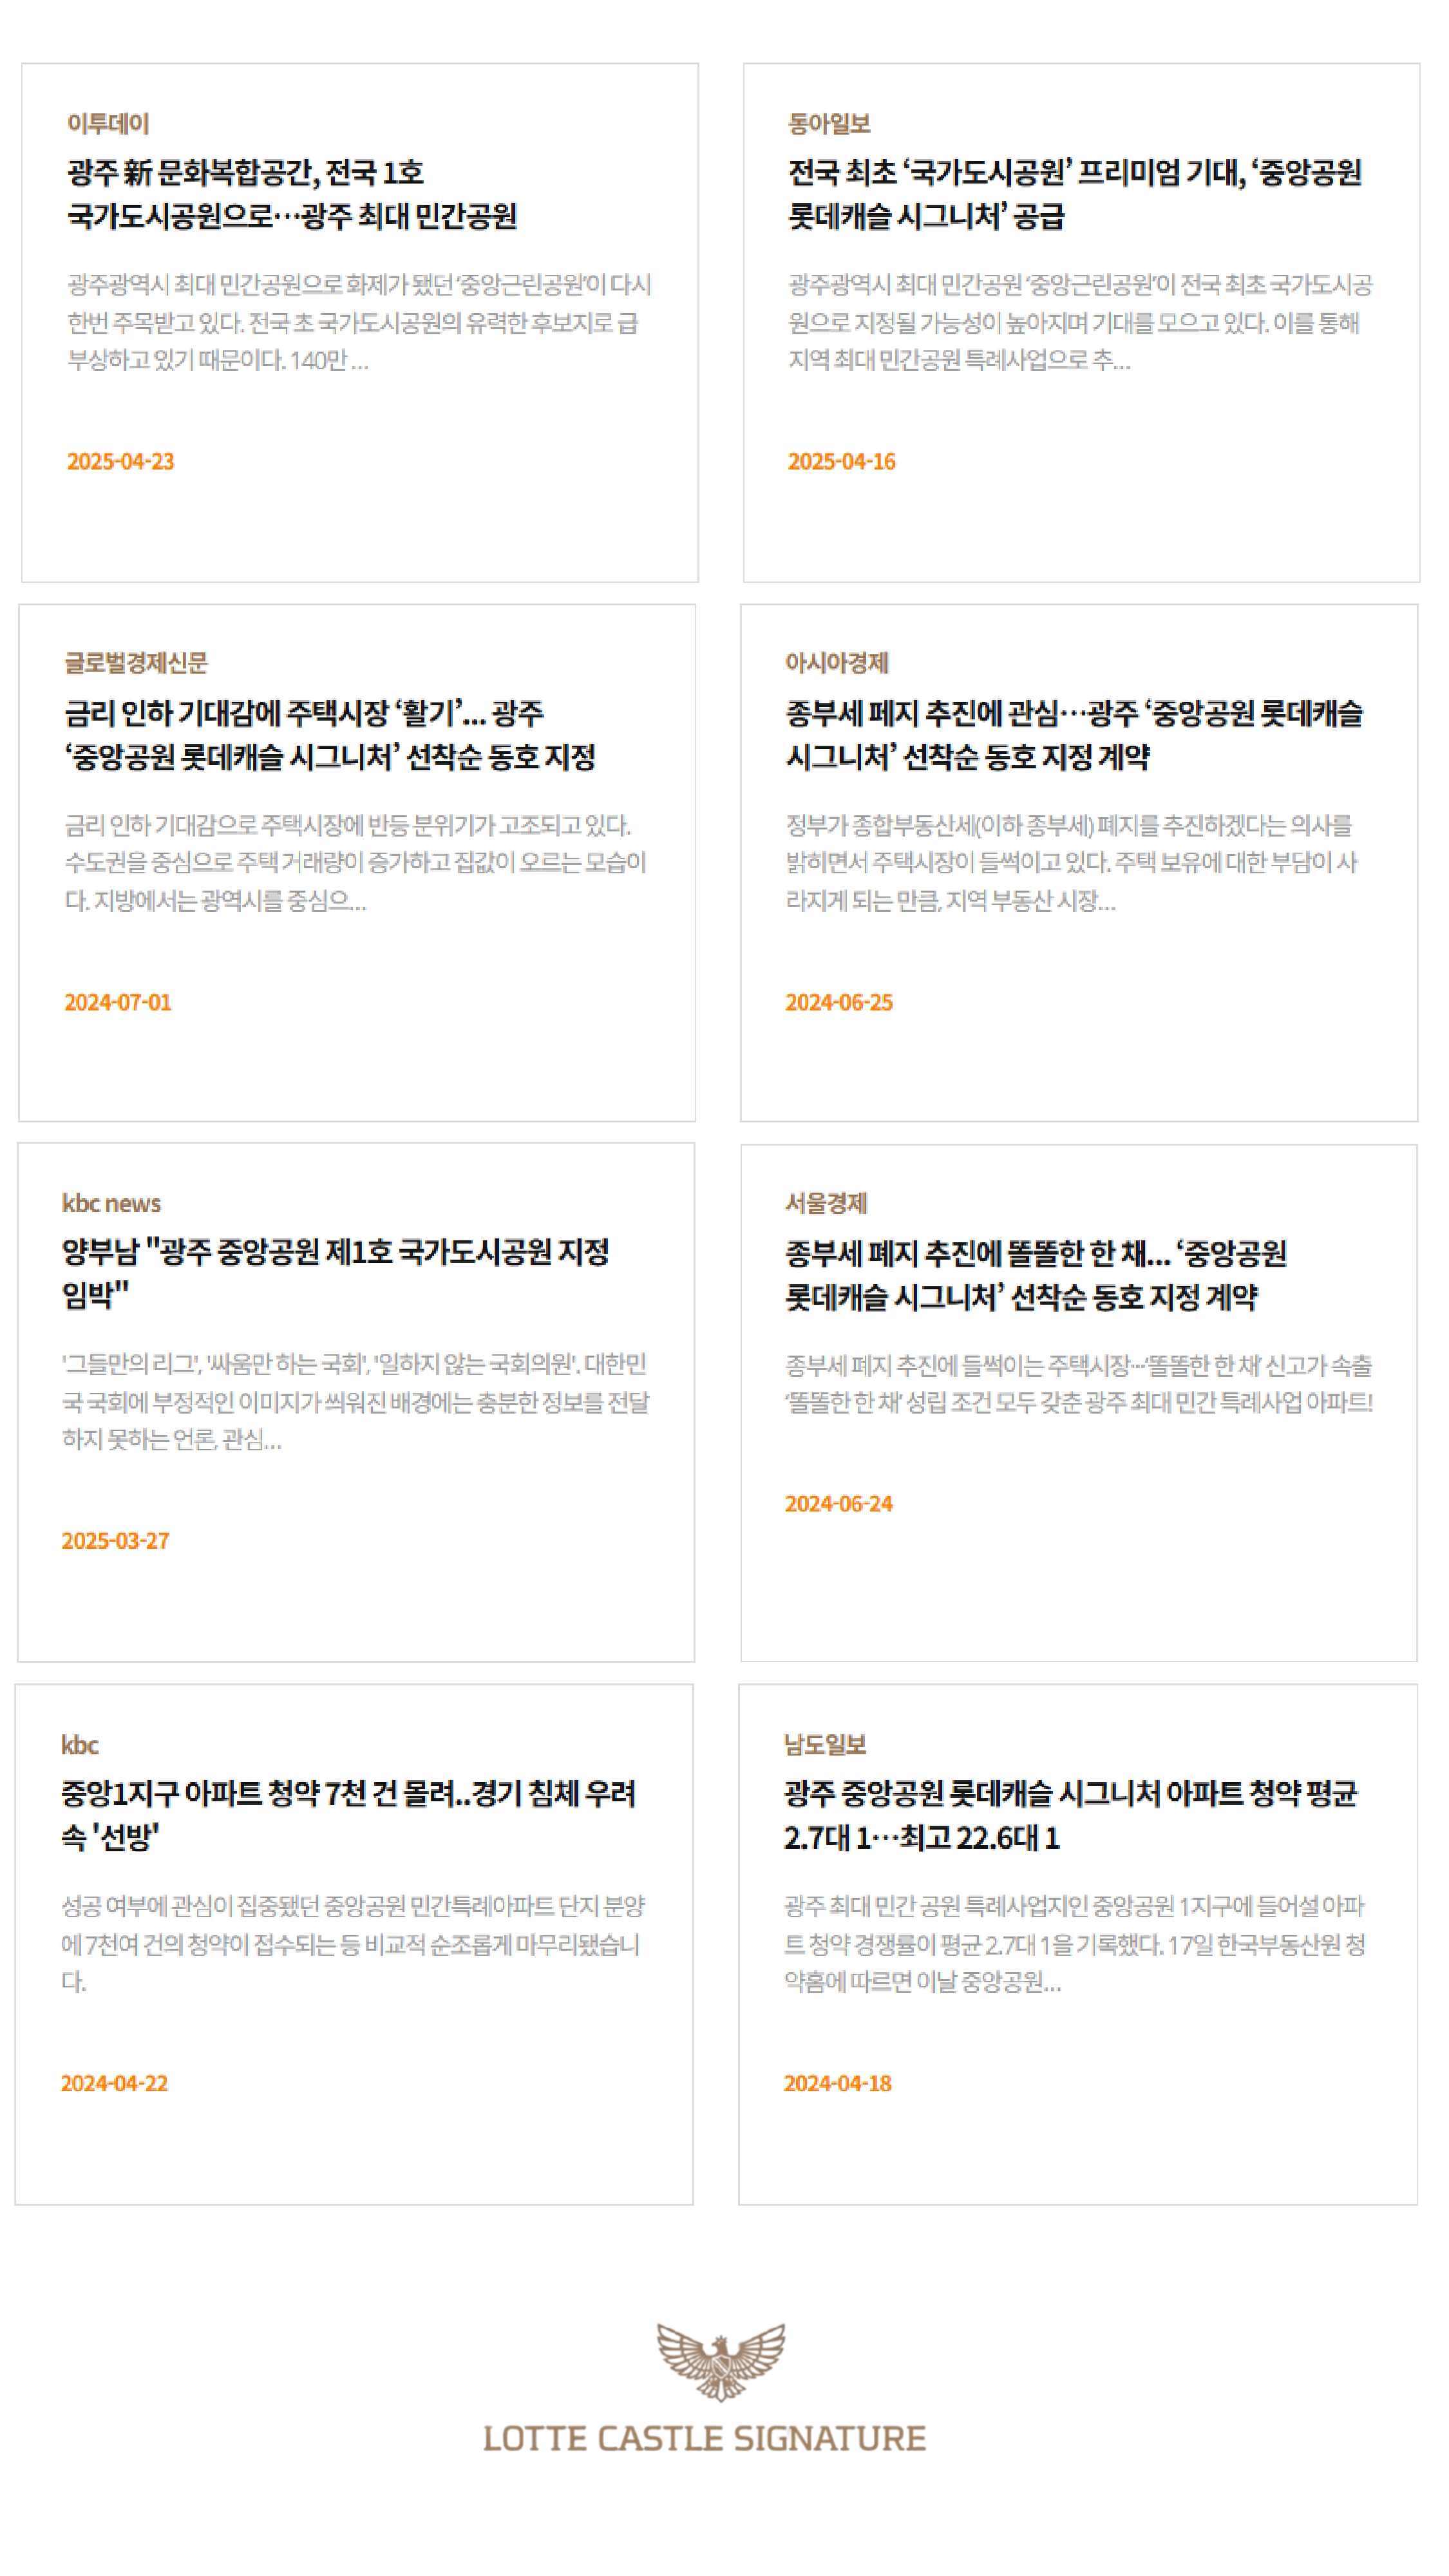 이투데이
광주 新 문화복합공간, 전국 1호
국가도시공원으로…광주 최대 민간공원
광주광역시 최대 민간공원으로 화제가 됐던 ‘중앙근린공원’이 다시
한번 주목받고 있다. 전국 초 국가도시공원의 유력한 후보지로 급
부상하고 있기 때문이다. 140만 ...
2025-04-23
동아일보
전국 최초 ‘국가도시공원’ 프리미엄 기대, ‘중앙공원
롯데캐슬 시그니처’ 공급
광주광역시 최대 민간공원 ‘중앙근린공원’이 전국 최초 국가도시공
원으로 지정될 가능성이 높아지며 기대를 모으고 있다. 이를 통해
지역 최대 민간공원 특례사업으로 추...
2025-04-16
글로벌경제신문
금리 인하 기대감에 주택시장 ‘활기’... 광주
‘중앙공원 롯데캐슬 시그니처’ 선착순 동호 지정
금리 인하 기대감으로 주택시장에 반등 분위기가 고조되고 있다.
수도권을 중심으로 주택 거래량이 증가하고 집값이 오르는 모습이
다. 지방에서는 광역시를 중심으...
2024-07-01
아시아경제
종부세 페지 추진에 관심…광주 ‘중앙공원 롯데캐슬
시그니처’ 선착순 동호 지정 계약
정부가 종합부동산세(이하 종부세) 폐지를 추진하겠다는 의사를
밝히면서 주택시장이 들썩이고 있다. 주택 보유에 대한 부담이 사
라지게 되는 만큼, 지역 부동산 시장...
2024-06-25
kbc news
양부남 "광주 중앙공원 제1호 국가도시공원 지정
임박"
'그들만의 리그', '싸움만 하는 국회', '일하지 않는 국회의원'. 대한민
국 국회에 부정적인 이미지가 씌워진 배경에는 충분한 정보를 전달
하지 못하는 언론, 관심...
2025-03-27
서울경제
종부세 폐지 추진에 똘똘한 한 채... ‘중앙공원
롯데캐슬 시그니처’ 선착순 동호 지정 계약
종부세 폐지 추진에 들썩이는 주택시장…‘똘똘한 한 채’ 신고가 속출
‘똘똘한 한 채’ 성립 조건 모두 갖춘 광주 최대 민간 특례사업 아파트!
2024-06-24
kbc
중앙1지구 아파트 청약 7천 건 몰려..경기 침체 우려
속 '선방'
성공 여부에 관심이 집중됐던 중앙공원 민간특례아파트 단지 분양
에 7천여 건의 청약이 접수되는 등 비교적 순조롭게 마무리됐습니
다.
2024-04-22
남도일보
광주 중앙공원 롯데캐슬 시그니처 아파트 청약 평균
2.7대 1…최고 22.6대 1
광주 최대 민간 공원 특례사업지인 중앙공원 1지구에 들어설 아파
트 청약 경쟁률이 평균 2.7대 1을 기록했다. 17일 한국부동산원 청
약홈에 따르면 이날 중앙공원...
2024-04-18
LOTTE CASTLE SIGNATURE